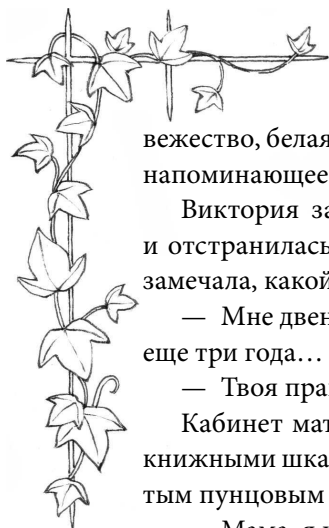 вежество, белая
напоминающее
Виктория за
и отстранилась
замечала, какой
— Мне двен
еще три года…
— Твоя прав
Кабинет мат
книжными шка
тым пунцовым